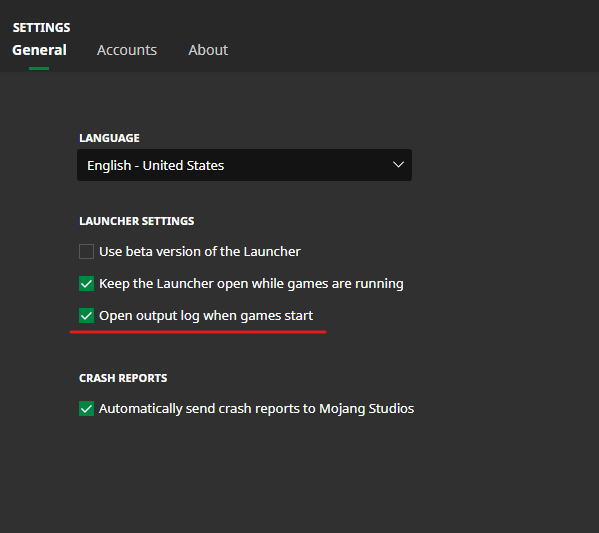 SETTINGS
General Accounts About
LANGUAGE
English - United States
LAUNCHER SETTINGS
Use beta version of the Launcher
Keep the Launcher open while games are running
Open output log when games start
CRASH REPORTS
Automatically send crash reports to Mojang Studios